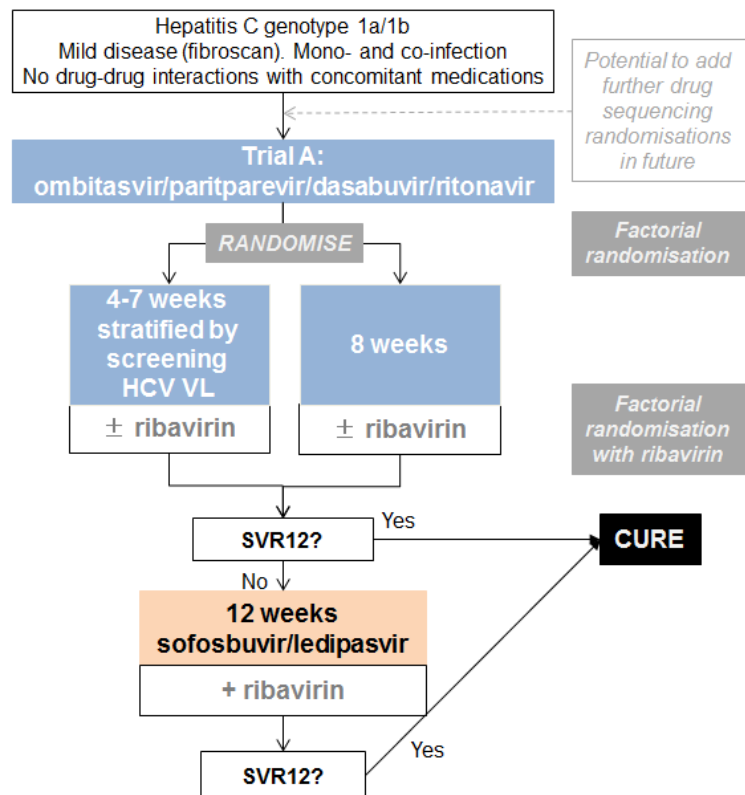 Hepatitis C genotype 1a/1b
Mild disease (fibroscan). Mono- and co-infection
No drug-drug interactions with concomitant medications
Potential to add
further drug
sequencing
randomisations
in future
Trial A:
ombitasvir/paritparevir/dasabuvir/ritonavir
RANDOMISE
Factorial
randomisation
4-7 weeks
stratified by
screening
HCV VL
8 weeks
± ribavirin
± ribavirin
Factorial
randomisation
with ribavirin
SVR12?
Yes
CURE
No
12 weeks
sofosbuvir/ledipasvir
+ ribavirin
Yes
SVR12?